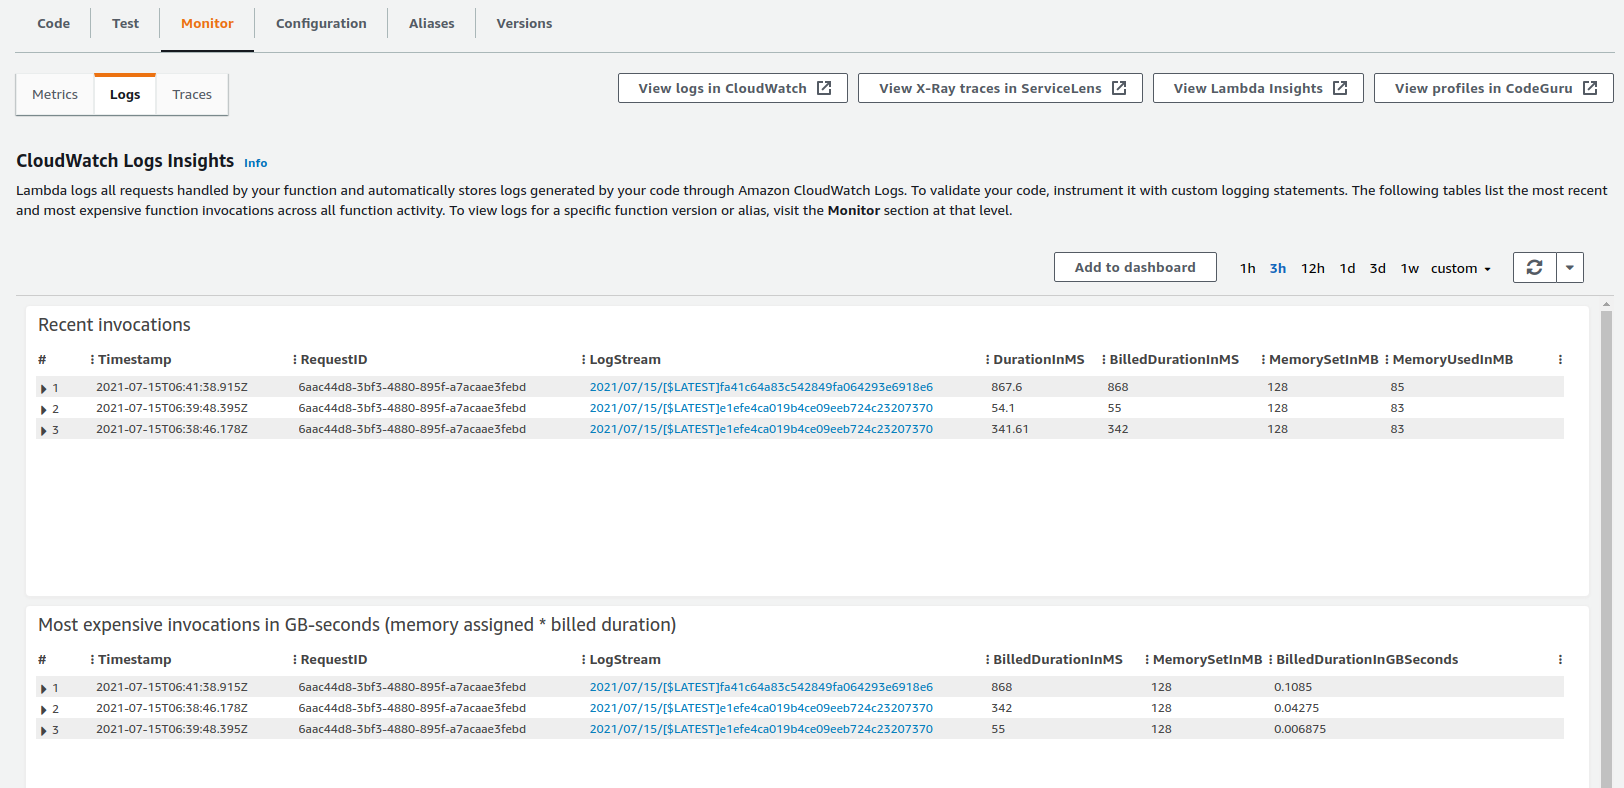 Code Test Monitor Configuration Aliases Versions
Metrics Logs Traces View logs in CloudWatch View X-Ray traces in ServiceLens View Lambda Insights View profiles in CodeGuru
CloudWatch Logs Insights Info
Lambda logs all requests handled by your function and automatically stores logs generated by your code through Amazon CloudWatch Logs. To validate your code, instrument it with custom logging statements. The following tables list the most recent
and most expensive function invocations across all function activity. To view logs for a specific function version or alias, visit the Monitor section at that level.
Add to dashboard 1h 3h 12h 1d 3d 1w custom
Recent invocations
# Timestamp RequestID LogStream DurationInMS BilledDurationInMS MemorySetInMB MemoryUsedInMB
1 2021-07-15T06:41:38.915Z 6aac44d8-3bf3-4880-895f-a7acaae3febd 2021/07/15/[$LATEST]fa41c64a83c542849fa064293e6918e6 867.6 868 128 85
2 2021-07-15T06:39:48.395Z 6aac44d8-3bf3-4880-895f-a7acaae3febd 2021/07/15/[$LATEST]e1efe4ca019b4ce09eeb724c23207370 54.1 55 128 83
3 2021-07-15T06:38:46.178Z 6aac44d8-3bf3-4880-895f-a7acaae3febd 2021/07/15/[$LATEST]e1efe4ca019b4ce09eeb724c23207370 341.61 342 128 83
Most expensive invocations in GB-seconds (memory assigned * billed duration)
# Timestamp RequestID LogStream BilledDurationInMS MemorySetInMB BilledDurationInGBSeconds
1 2021-07-15T06:41:38.915Z 6aac44d8-3bf3-4880-895f-a7acaae3febd 2021/07/15/[$LATEST]fa41c64a83c542849fa064293e6918e6 868 128 0.1085
2 2021-07-15T06:38:46.178Z 6aac44d8-3bf3-4880-895f-a7acaae3febd 2021/07/15/[$LATEST]e1efe4ca019b4ce09eeb724c23207370 342 128 0.04275
3 2021-07-15T06:39:48.395Z 6aac44d8-3bf3-4880-895f-a7acaae3febd 2021/07/15/[$LATEST]e1efe4ca019b4ce09eeb724c23207370 55 128 0.006875